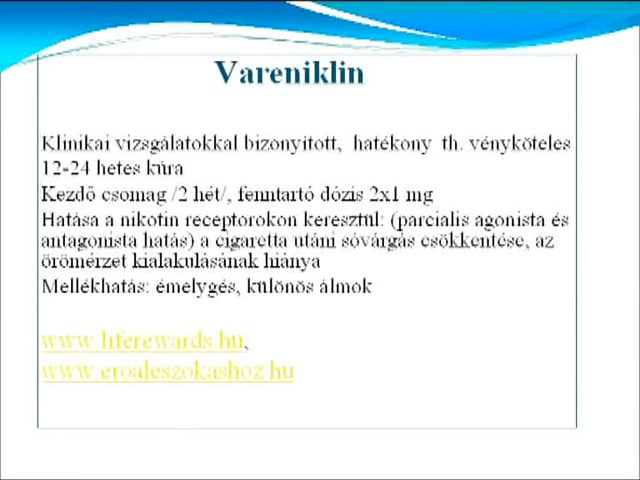 Vareniklin
Klinikai vizsgálatokkal bizonyított, hatékony th. vényköteles
12-24 hetes kúra
Kezdő csomag /2 hét/, fenntartó dózis 2x1 mg
Hatása a nikotin receptorokon keresztül: (parcialis agonista és
antagonista hatás) a cigaretta utáni sóvárgás csökkentése, az
örömérzet kialakulásának hiánya
Mellékhatás: émelygés, különös álmok
www.liferewards.hu,
www.eroaleszokashoz.hu